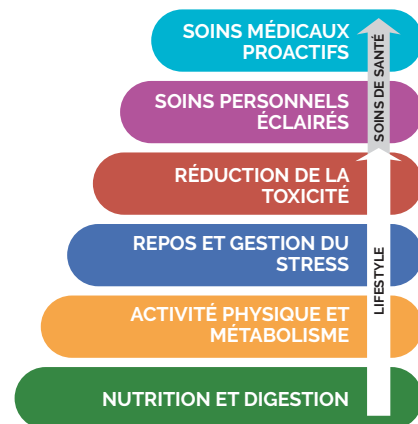 SOINS MÉDICAUX
PROACTIFS
SOINS PERSONNELS
ÉCLAIRÉS
RÉDUCTION DE LA
TOXICITÉ
REPOS ET GESTION DU
STRESS
ACTIVITÉ PHYSIQUE ET
MÉTABOLISME
NUTRITION ET DIGESTION
SOINS DE SANTÉ
LIFESTYLE